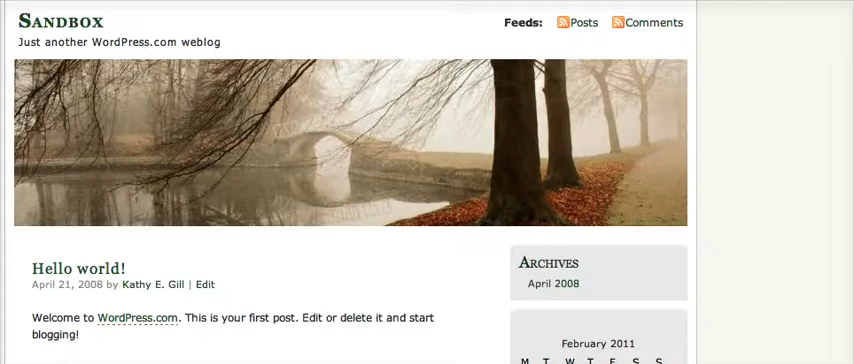 Sandbox
Feeds: Posts Comments
Just another WordPress.com weblog
Hello world!
April 21, 2008 by Kathy E. Gill | Edit
Welcome to WordPress.com. This is your first post. Edit or delete it and start
blogging!
Archives
April 2008
February 2011
M T W T F S S